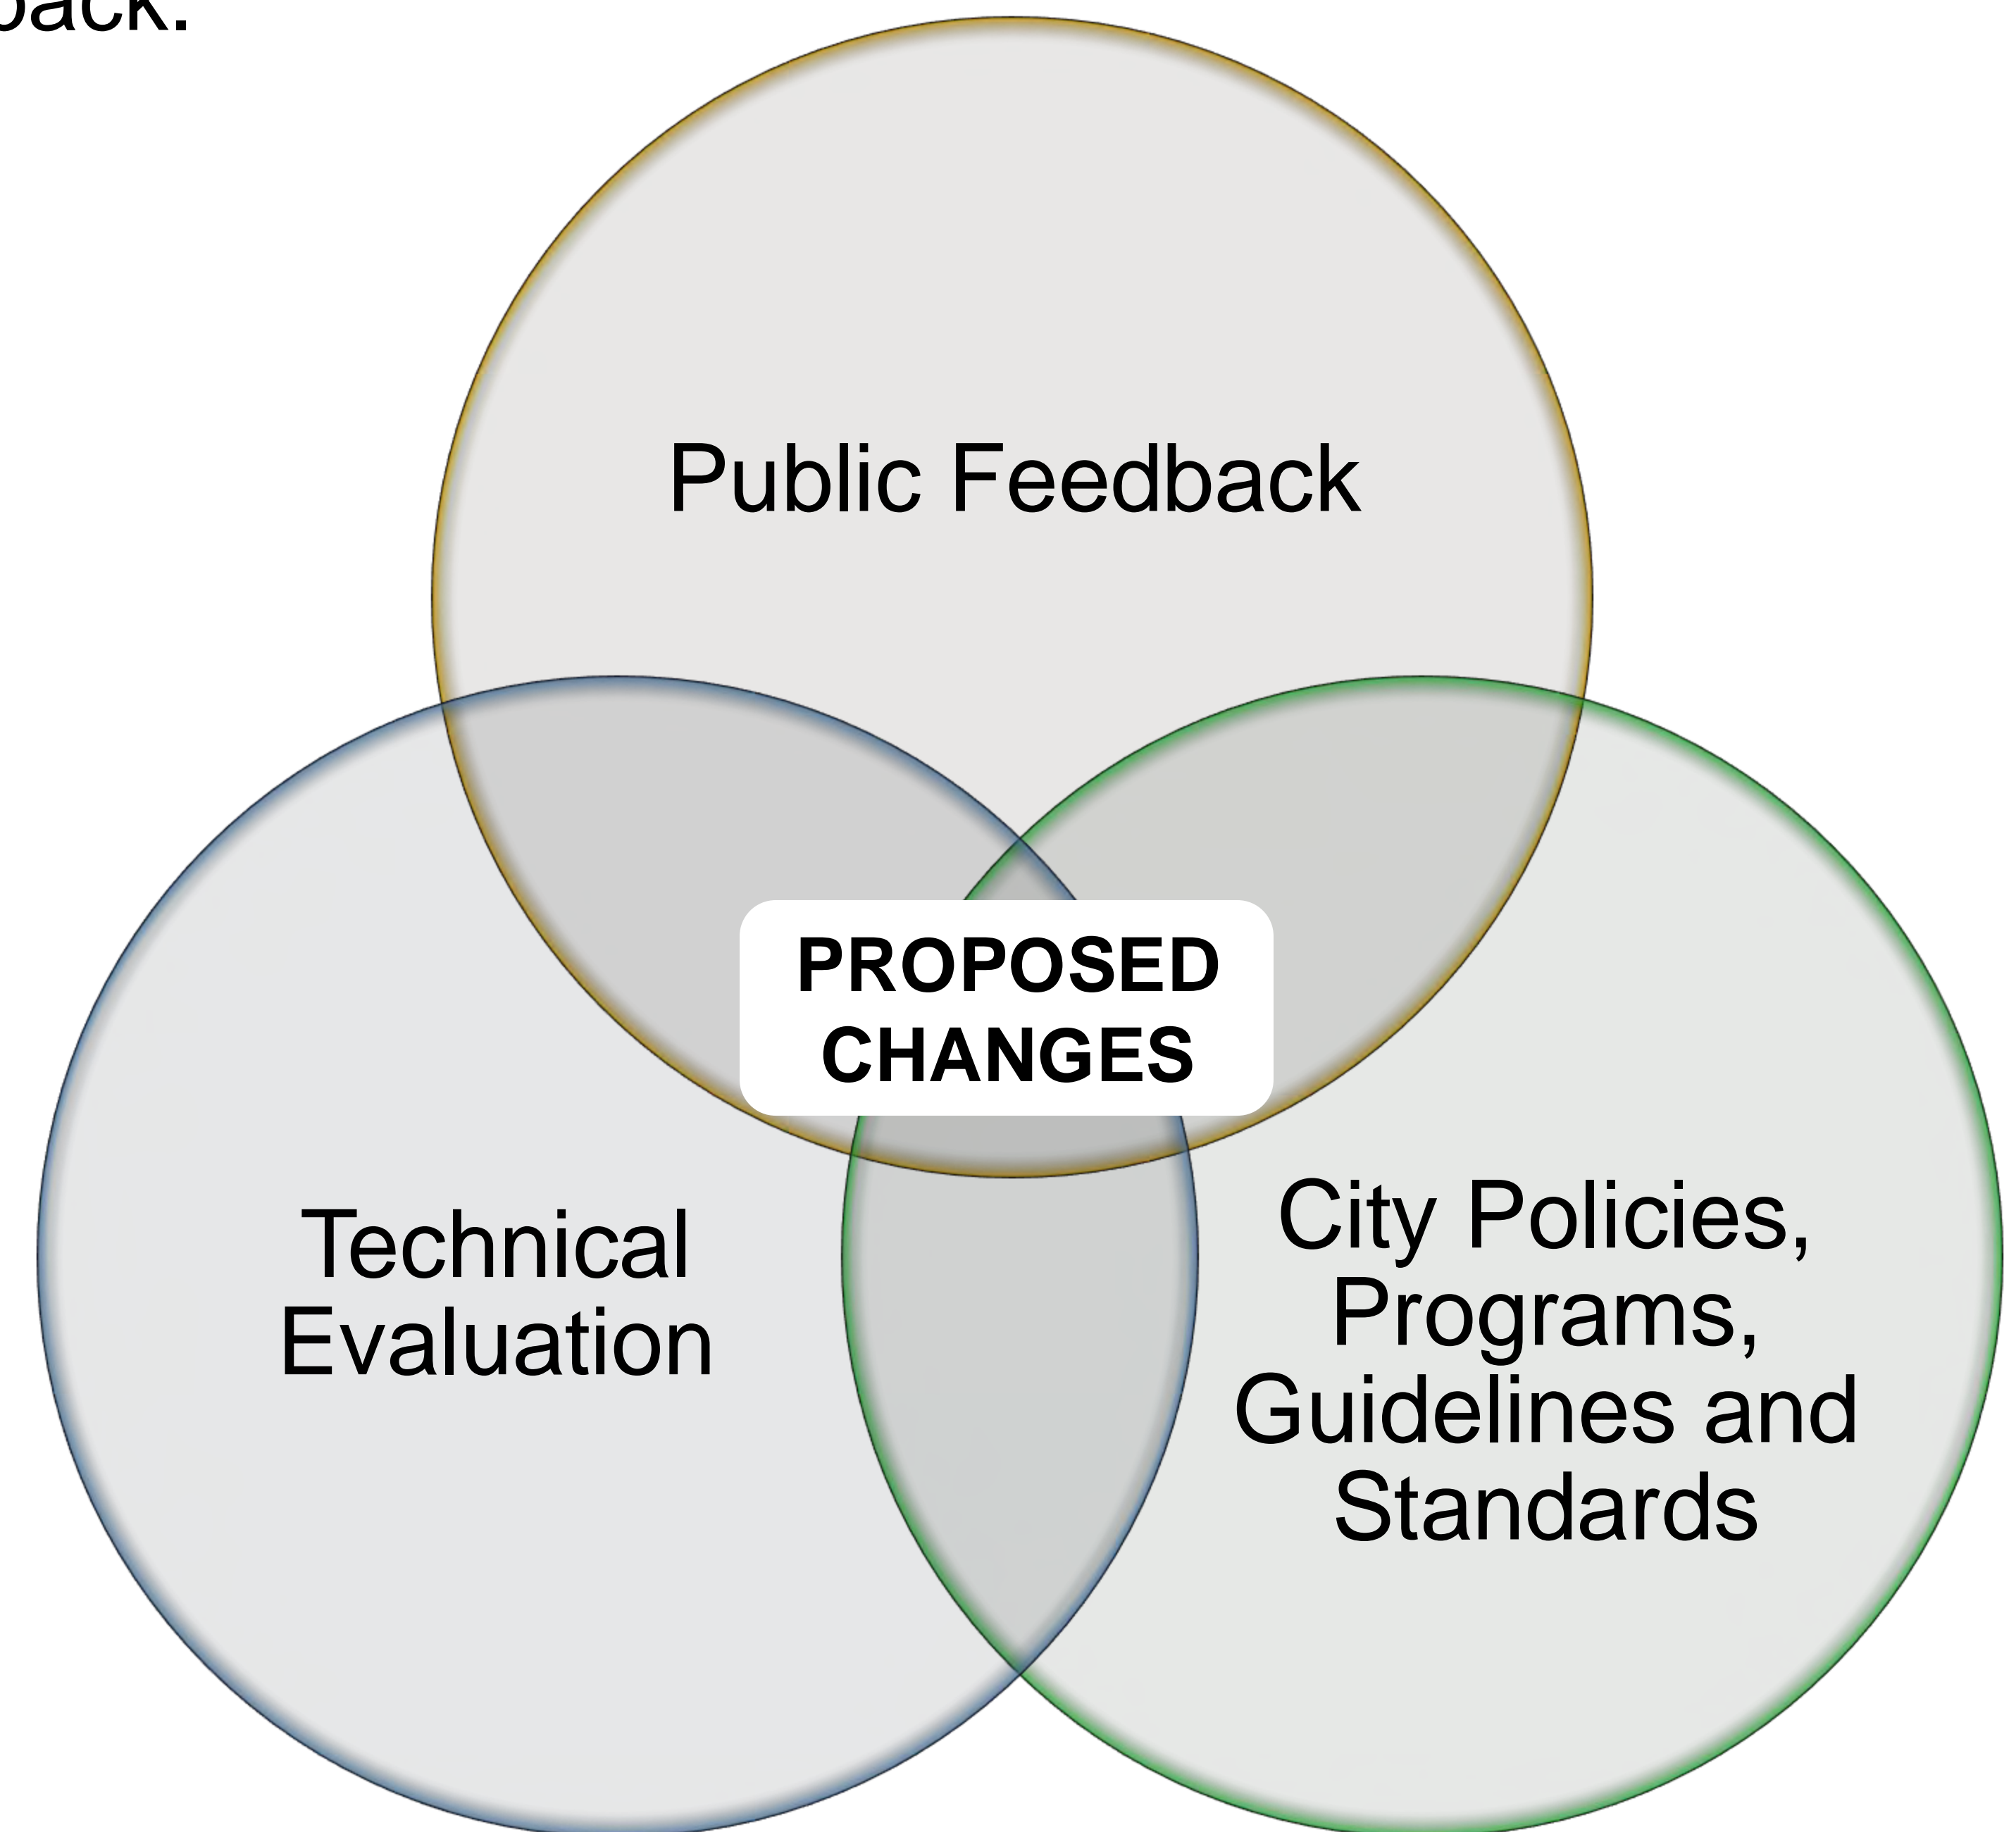 Public Feedback
PROPOSED
CHANGES
Technical
Evaluation
City Policies,
Programs,
Guidelines and
Standards